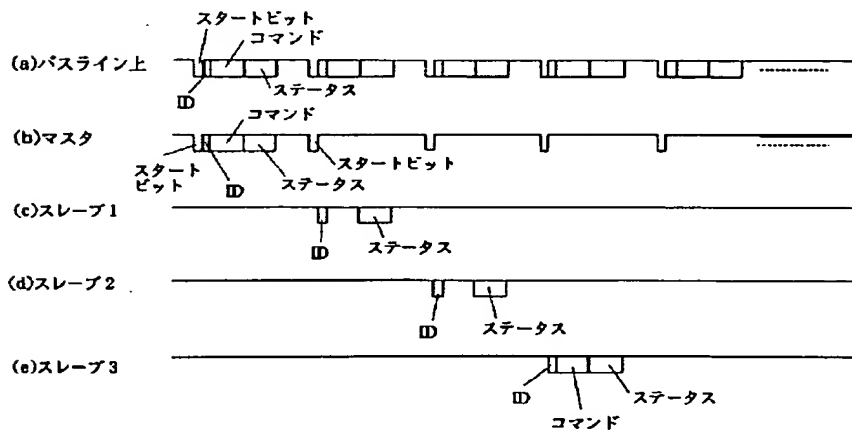 スタートビット
コマンド
(a)バスライン上
ID
ステータス
コマンド
(b)マスタ
スタートビット
スタート
ビット
ID
ステータス
(c)スレーブ1
ID
ステータス
(d)スレーブ2
ID
ステータス
(e)スレーブ3
ID
ステータス
コマンド